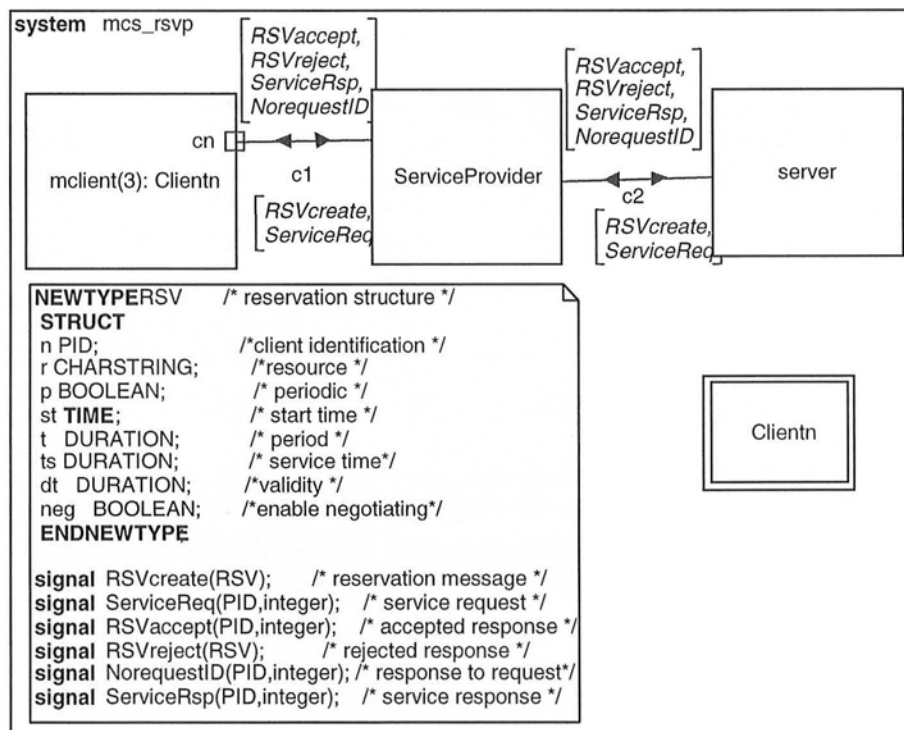 system mcs_rsvp
RSVaccept,
RSVreject,
ServiceRsp,
NorequestID
RSVaccept,
RSVreject,
ServiceRsp,
NorequestID
cn
mclient(3): Clientn
c1
ServiceProvider
c2
server
RSVcreate,
ServiceReq
RSVcreate,
ServiceReq
NEWTYPERSV /* reservation structure */
STRUCT
n PID; /*client identification */
r CHARSTRING; /*resource */
p BOOLEAN; /* periodic */
st TIME; /* start time */
t DURATION; /* period */
ts DURATION; /* service time*/
dt DURATION; /*validity */
neg BOOLEAN; /*enable negotiating*/
ENDNEWTYPE;
Clientn
signal RSVcreate(RSV); /* reservation message */
signal ServiceReq(PID,integer); /* service request */
signal RSVaccept(PID,integer); /* accepted response */
signal RSVreject(RSV); /* rejected response */
signal NorequestID(PID,integer); /* response to request*/
signal ServiceRsp(PID,integer); /* service response */